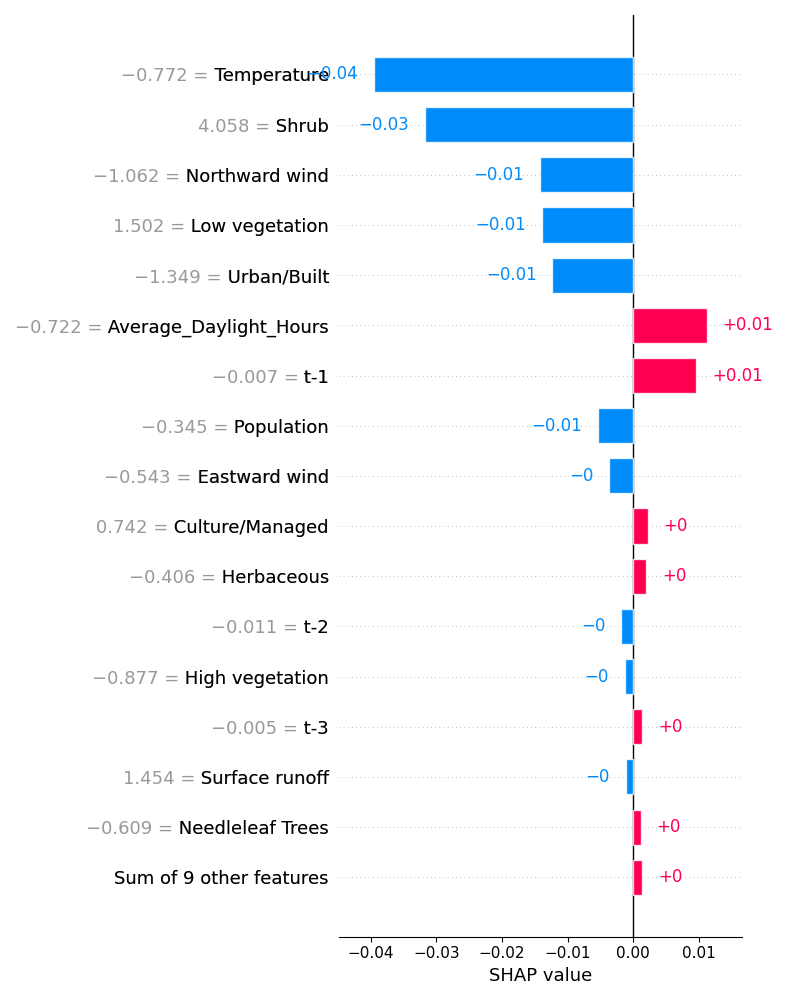 −0.772 = Temperature −0.04
4.058 = Shrub −0.03
−1.062 = Northward wind −0.01
1.502 = Low vegetation −0.01
−1.349 = Urban/Built −0.01
−0.722 = Average_Daylight_Hours +0.01
−0.007 = t-1 +0.01
−0.345 = Population −0.01
−0.543 = Eastward wind −0
0.742 = Culture/Managed +0
−0.406 = Herbaceous +0
−0.011 = t-2 −0
−0.877 = High vegetation −0
−0.005 = t-3 +0
1.454 = Surface runoff −0
−0.609 = Needleleaf Trees +0
Sum of 9 other features +0
−0.04 −0.03 −0.02 −0.01 0.00 0.01
SHAP value